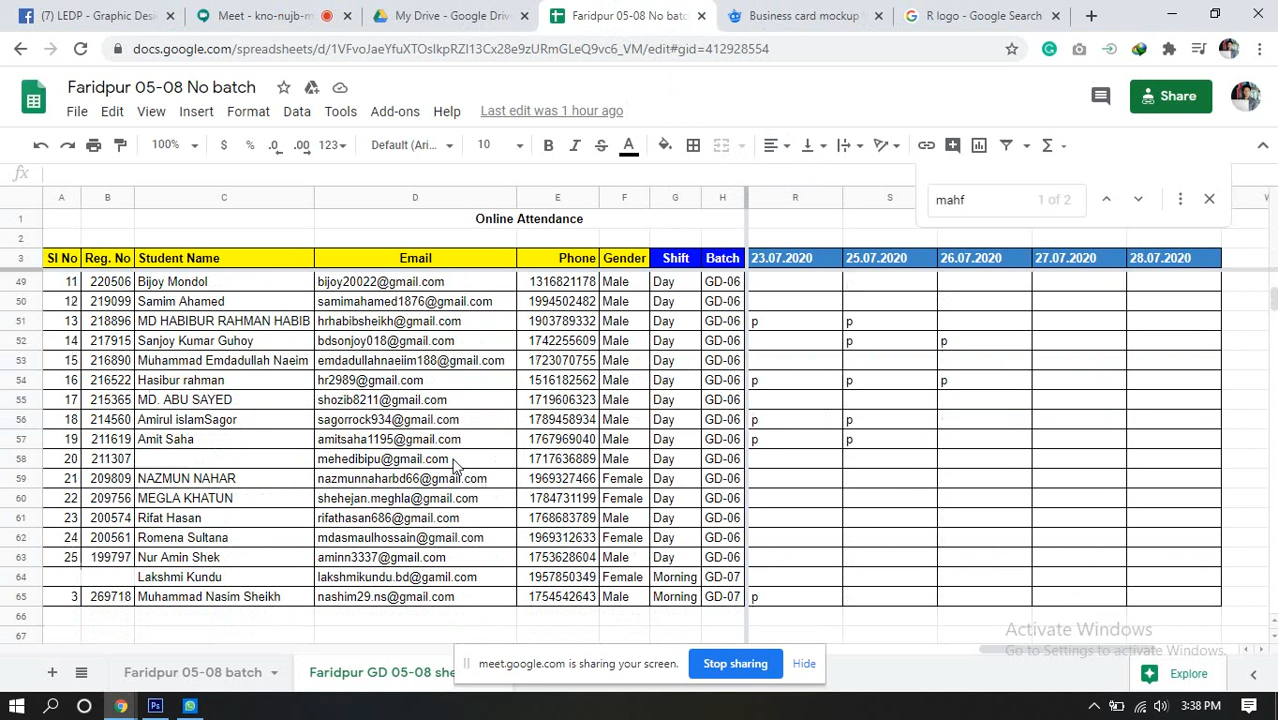 (7) LEDP - Graphic Des
Meet - kno-nujb-m
My Drive - Google Driv
Faridpur 05-08 No batch
Business card mockup
R logo - Google Search
docs.google.com/spreadsheets/d/1VFvoJaeYfuXTOsIkpRZI13Cx28e9zURmGLeQ9vc6_VM/edit#gid=412928554
Faridpur 05-08 No batch
File Edit View Insert Format Data Tools Add-ons Help Last edit was 1 hour ago
Share
100% $ % .0 .00 123 Default (Ari... 10 B I S A
fx
mahf 1 of 2
A B C D E F G H R S W
1 Online Attendance
2
3 Sl No Reg. No Student Name Email Phone Gender Shift Batch 23.07.2020 25.07.2020 26.07.2020 27.07.2020 28.07.2020
49 11 220506 Bijoy Mondol bijoy20022@gmail.com 1316821178 Male Day GD-06
50 12 219099 Samim Ahamed samimahamed1876@gmail.com 1994502482 Male Day GD-06
51 13 218896 MD HABIBUR RAHMAN HABIB hrhabibsheikh@gmail.com 1903789332 Male Day GD-06 p p
52 14 217915 Sanjoy Kumar Guhoy bdsonjoy018@gmail.com 1742255609 Male Day GD-06 p p
53 15 216890 Muhammad Emdadullah Naeim emdadullahnaeiim188@gmail.com 1723070755 Male Day GD-06
54 16 216522 Hasibur rahman hr2989@gmail.com 1516182562 Male Day GD-06 p p p
55 17 215365 MD. ABU SAYED shozib8211@gmail.com 1719606323 Male Day GD-06
56 18 214560 Amirul islamSagor sagorrock934@gmail.com 1789458934 Male Day GD-06 p p
57 19 211619 Amit Saha amitsaha1195@gmail.com 1767969040 Male Day GD-06 p p
58 20 211307 mehedibipu@gmail.com 1717636889 Male Day GD-06
59 21 209809 NAZMUN NAHAR nazmunnaharbd66@gmail.com 1969327466 Female Day GD-06
60 22 209756 MEGLA KHATUN shehejan.meghla@gmail.com 1784731199 Female Day GD-06
61 23 200574 Rifat Hasan rifathasan686@gmail.com 1768683789 Male Day GD-06
62 24 200561 Romena Sultana mdasmaulhossain@gmail.com 1969312633 Female Day GD-06
63 25 199797 Nur Amin Shek aminn3337@gmail.com 1753628604 Male Day GD-06
64 Lakshmi Kundu lakshmikundu.bd@gamil.com 1957850349 Female Morning GD-07
65 3 269718 Muhammad Nasim Sheikh nashim29.ns@gmail.com 1754542643 Male Morning GD-07 p
66
67
Activate Windows
Go to Settings to activate Windows.
Faridpur 05-08 batch
Faridpur GD 05-08 she
meet.google.com is sharing your screen. Stop sharing Hide
Explore
3:38 PM